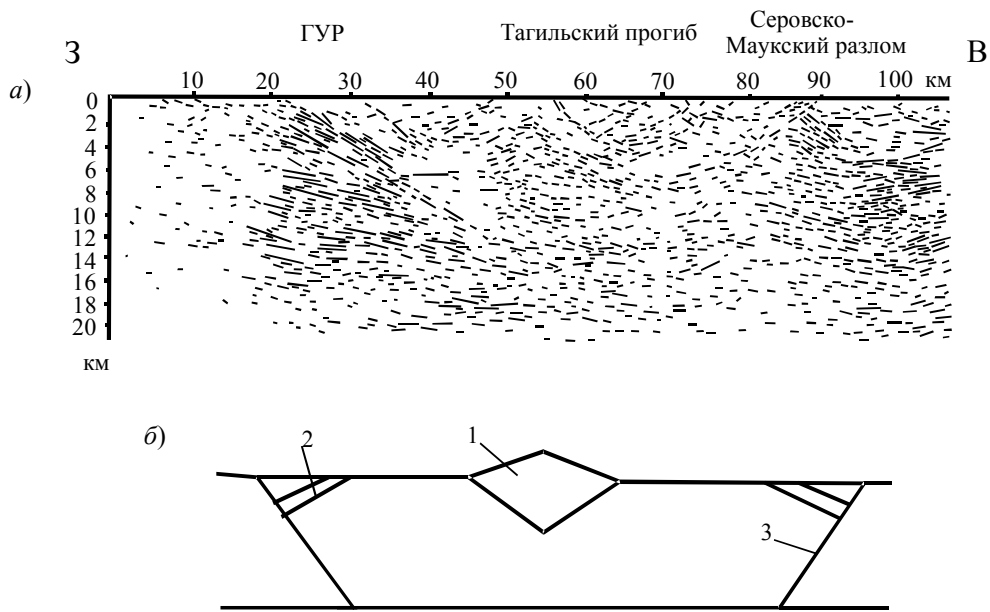 Серовско-
ГУР Тагильский прогиб Маукский разлом
З В
10 20 30 40 50 60 70 80 90 100 км
а)
0
2
4
6
8
10
12
14
16
18
20
км
б)
2
1
3